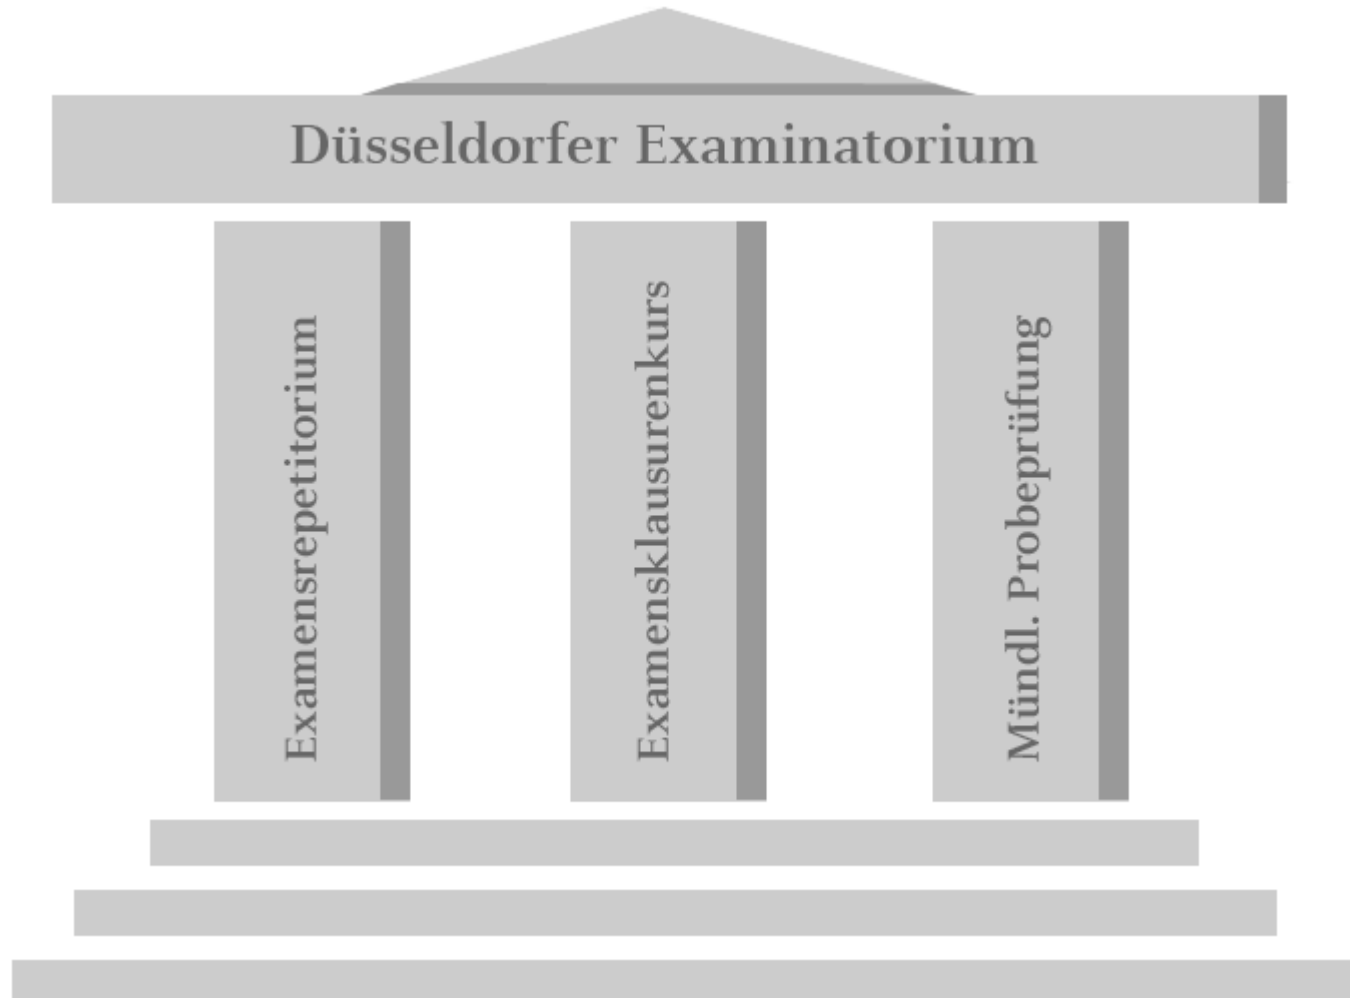 Düsseldorfer Examinatorium
Examensrepetitorium
Examensklausurenkurs
Mündl. Probeprüfung